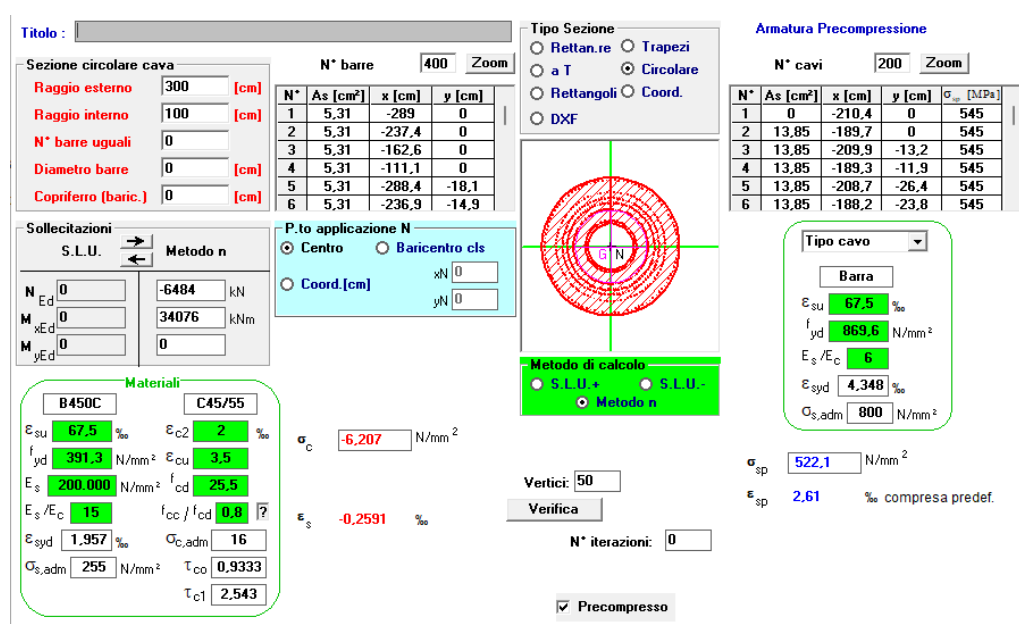 Titolo :
Sezione circolare cava
Raggio esterno 300 [cm]
Raggio interno 100 [cm]
N* barre uguali 0
Diametro barre 0 [cm]
Copriferro (baric.) 0 [cm]
N* barre 400 Zoom
N* As [cm²] x [cm] y [cm]
1 5,31 -289 0
2 5,31 -237,4 0
3 5,31 -162,6 0
4 5,31 -111,1 0
5 5,31 -288,4 -18,1
6 5,31 -236,9 -14,9
Tipo Sezione
Rettan.re Trapezi
a T Circolare
Rettangoli Coord.
DXF
Armatura Precompressione
N* cavi 200 Zoom
N* As [cm²] x [cm] y [cm] σsp [MPa]
1 0 -210,4 0 545
2 13,85 -189,7 0 545
3 13,85 -209,9 -13,2 545
4 13,85 -189,3 -11,9 545
5 13,85 -208,7 -26,4 545
6 13,85 -188,2 -23,8 545
Sollecitazioni
S.L.U. Metodo n
N Ed 0 -6484 kN
M xEd 0 34076 kNm
M yEd 0 0
P.to applicazione N
Centro Baricentro cls
Coord.[cm]
xN 0
yN 0
G N
Tipo cavo
Barra
εsu 67,5 ‰
fyd 869,6 N/mm²
Es /Ec 6
εsyd 4,348 ‰
σs,adm 800 N/mm²
Metodo di calcolo
S.L.U.+ S.L.U.-
Metodo n
Materiali
B450C C45/55
εsu 67,5 ‰ εc2 2 ‰
fyd 391,3 N/mm² εcu 3,5
Es 200.000 N/mm² fcd 25,5
Es /Ec 15 fcc / fcd 0,8 ?
εsyd 1,957 ‰ σc,adm 16
σs,adm 255 N/mm² τco 0,9333
τc1 2,543
σc -6,207 N/mm²
εs -0,2591 ‰
Vertici: 50
Verifica
N* iterazioni: 0
Precompresso
σsp 522,1 N/mm²
εsp 2,61 ‰ compresa predef.